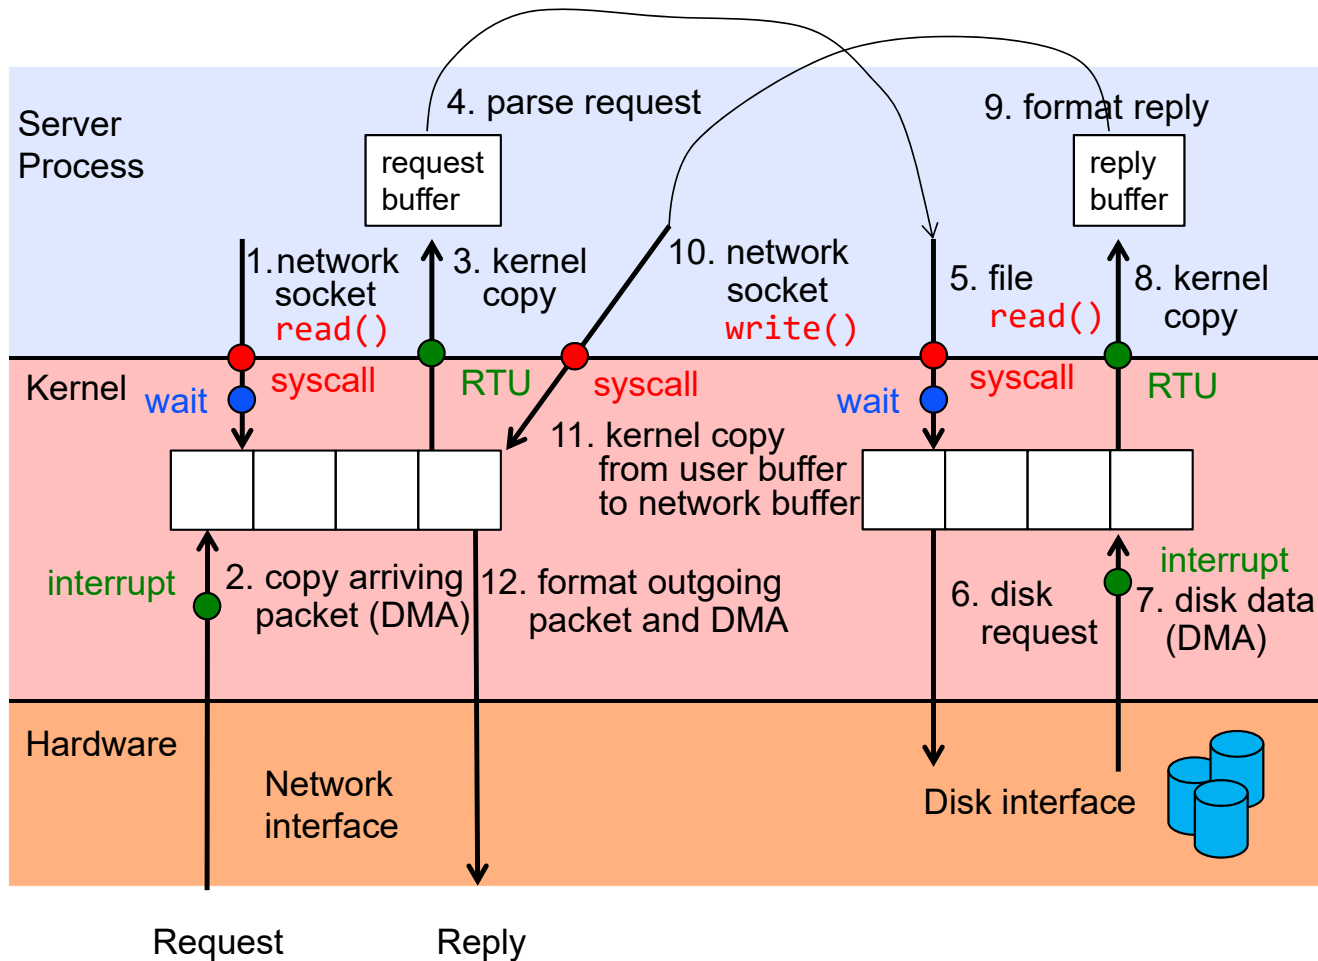 Server
Process
4. parse request
9. format reply
request
buffer
reply
buffer
1. network
socket
read()
3. kernel
copy
10. network
socket
write()
5. file
read()
8. kernel
copy
Kernel
wait
syscall
RTU
syscall
wait
syscall
RTU
11. kernel copy
from user buffer
to network buffer
interrupt
2. copy arriving
packet (DMA)
12. format outgoing
packet and DMA
6. disk
request
interrupt
7. disk data
(DMA)
Hardware
Network
interface
Disk interface
Request
Reply